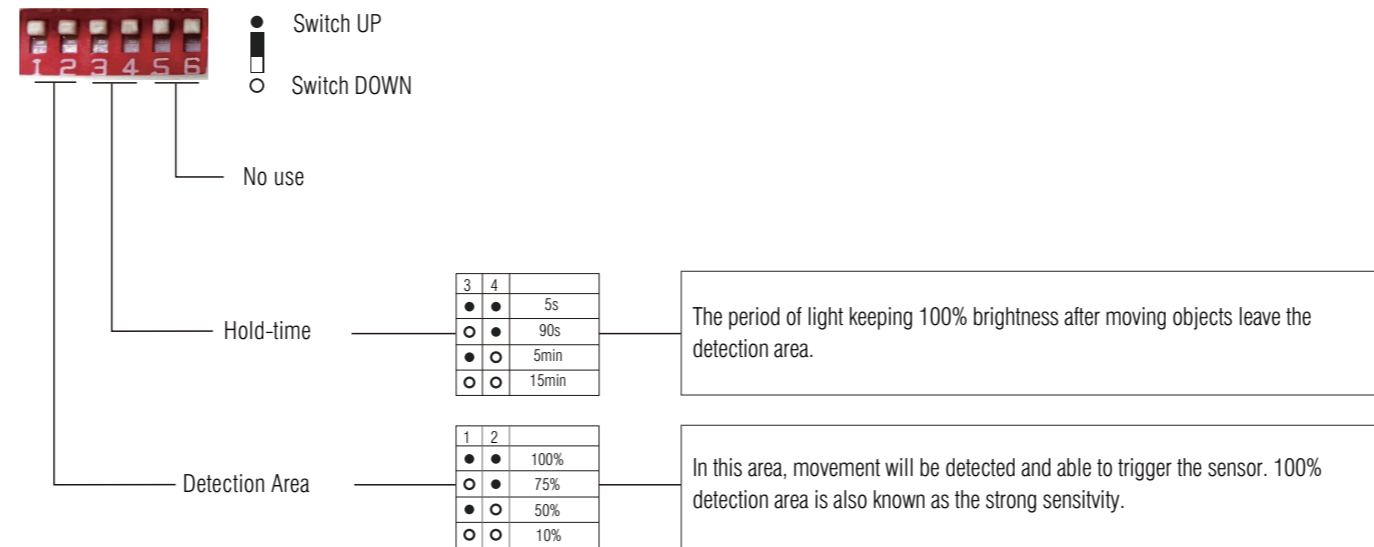 1 2 3 4 5 6
● Switch UP
○ Switch DOWN
No use
Hold-time
3 4
● ● 5s
○ ● 90s
● ○ 5min
○ ○ 15min
The period of light keeping 100% brightness after moving objects leave the
detection area.
Detection Area
1 2
● ● 100%
○ ● 75%
● ○ 50%
○ ○ 10%
In this area, movement will be detected and able to trigger the sensor. 100%
detection area is also known as the strong sensitvity.